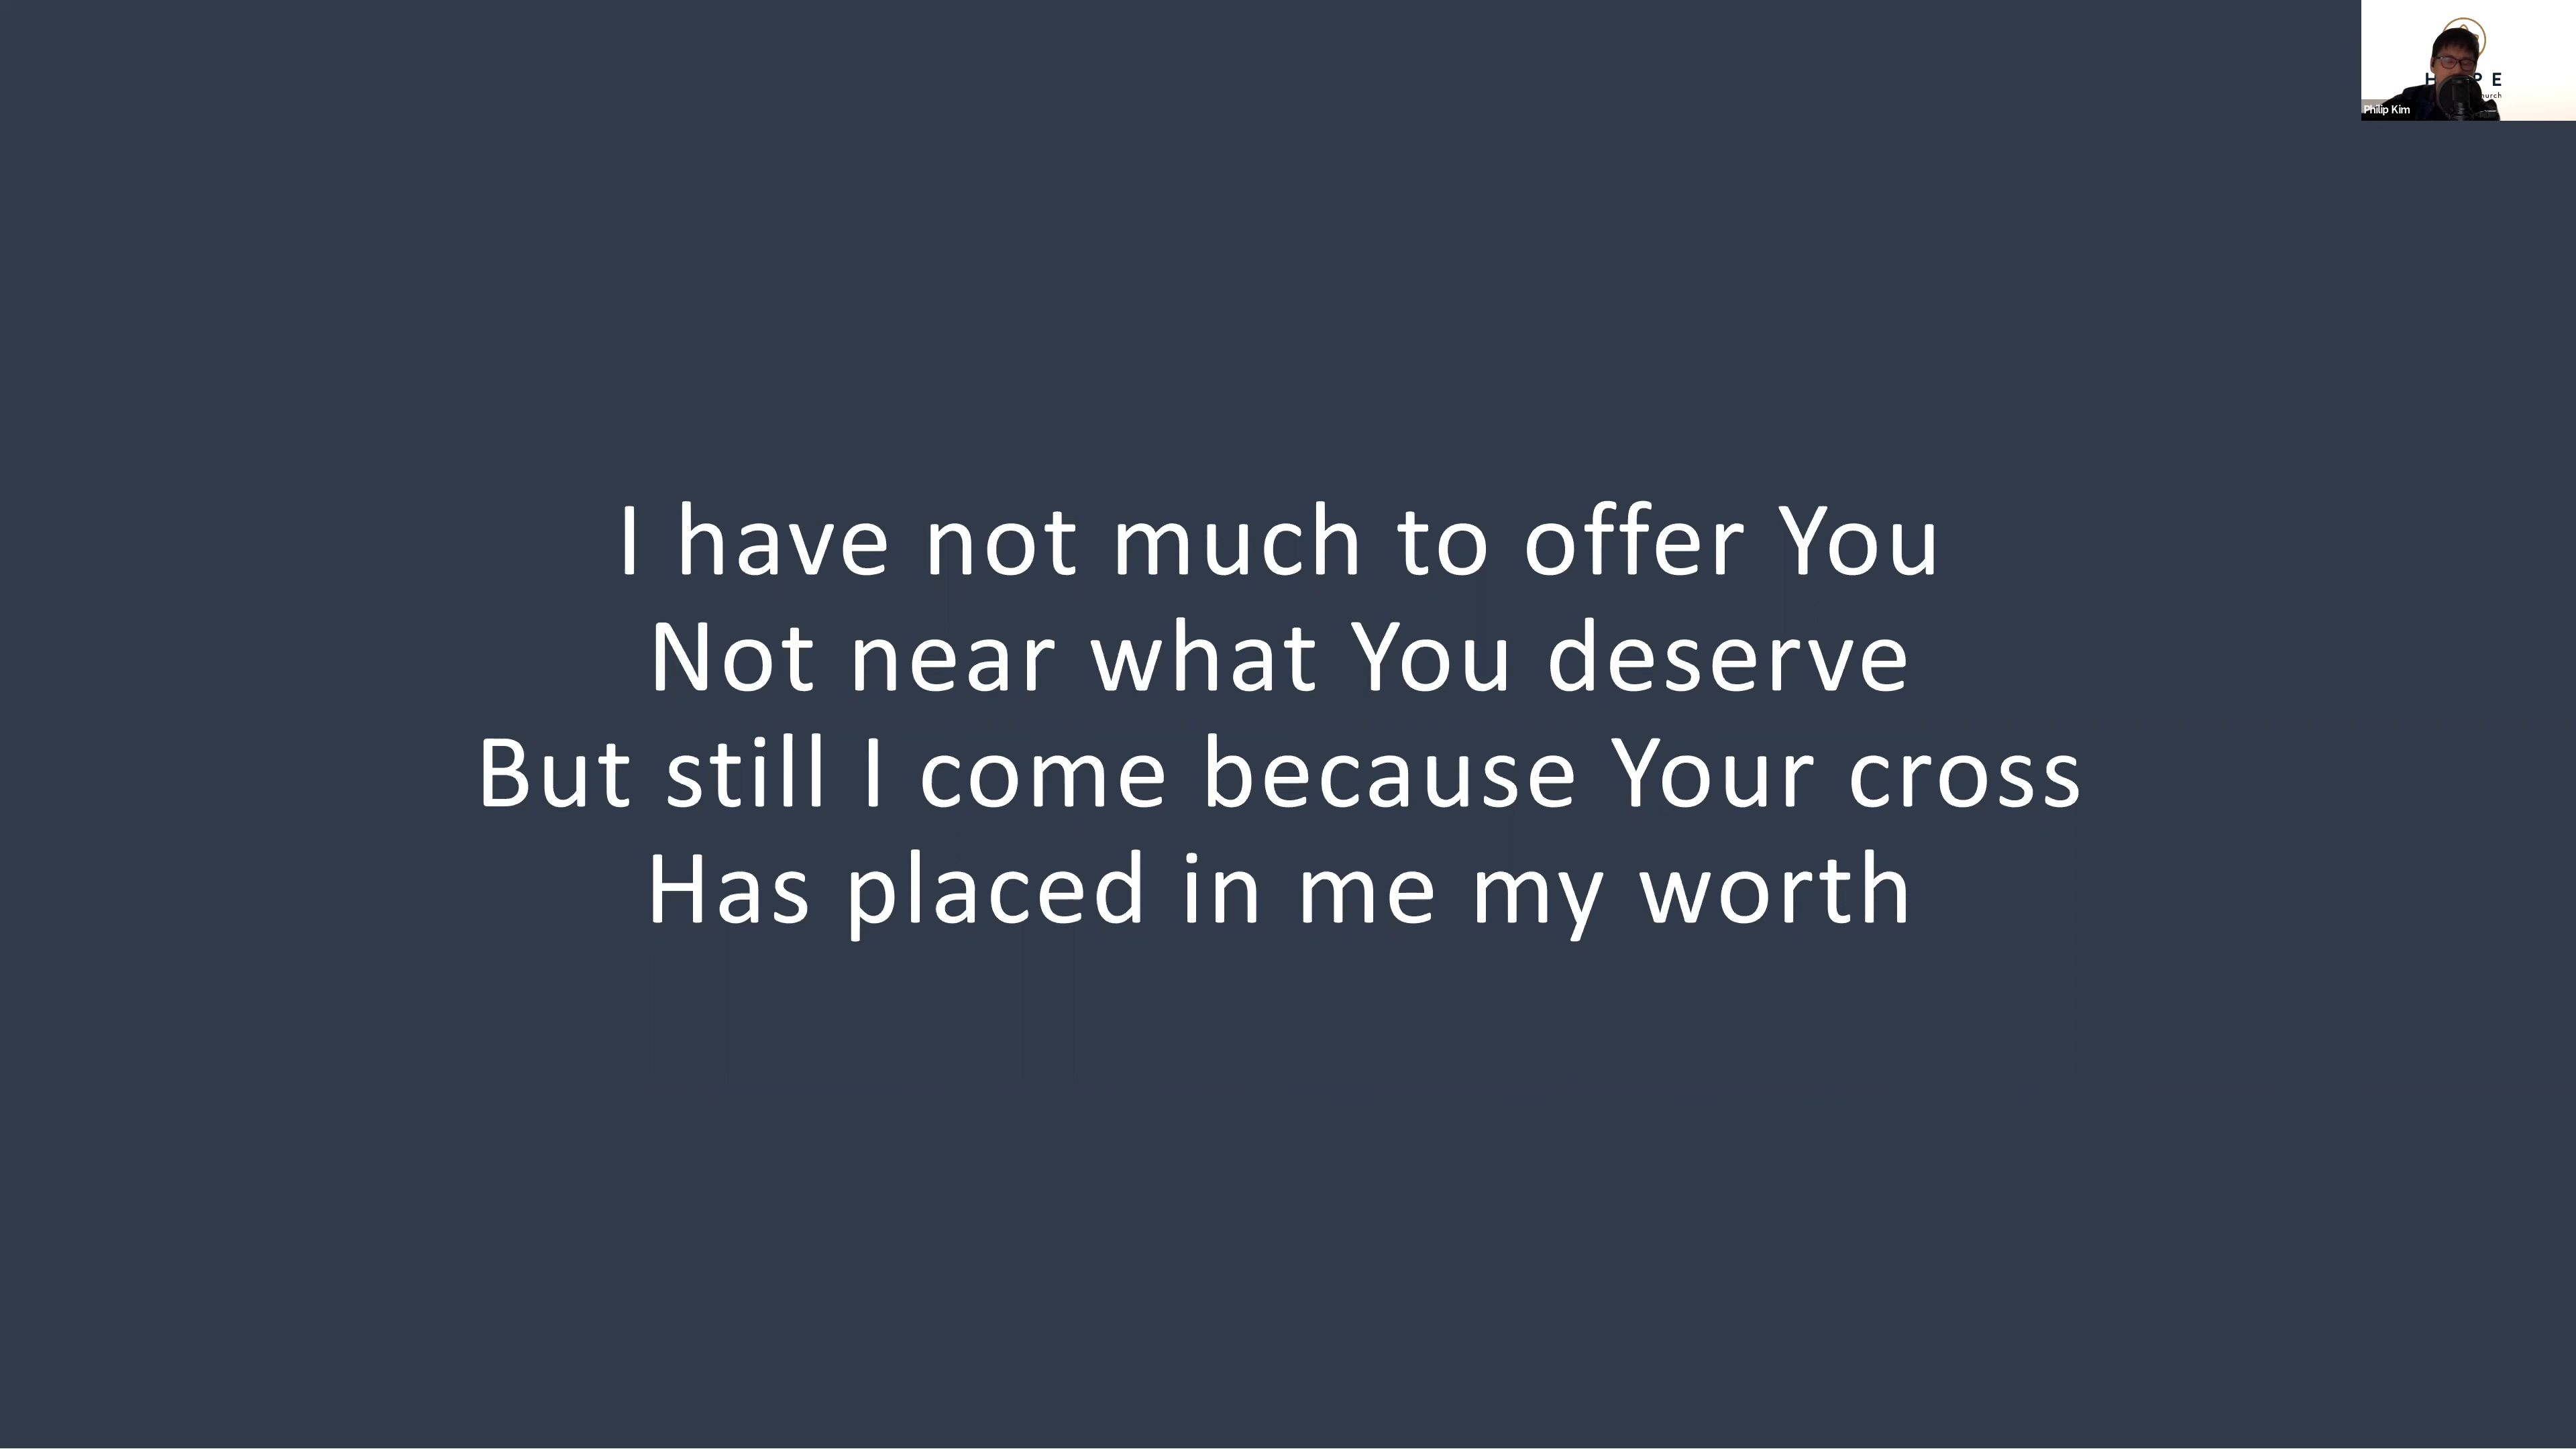 I have not much to offer You
Not near what You deserve
But still I come because Your cross
Has placed in me my worth
Philip Kim